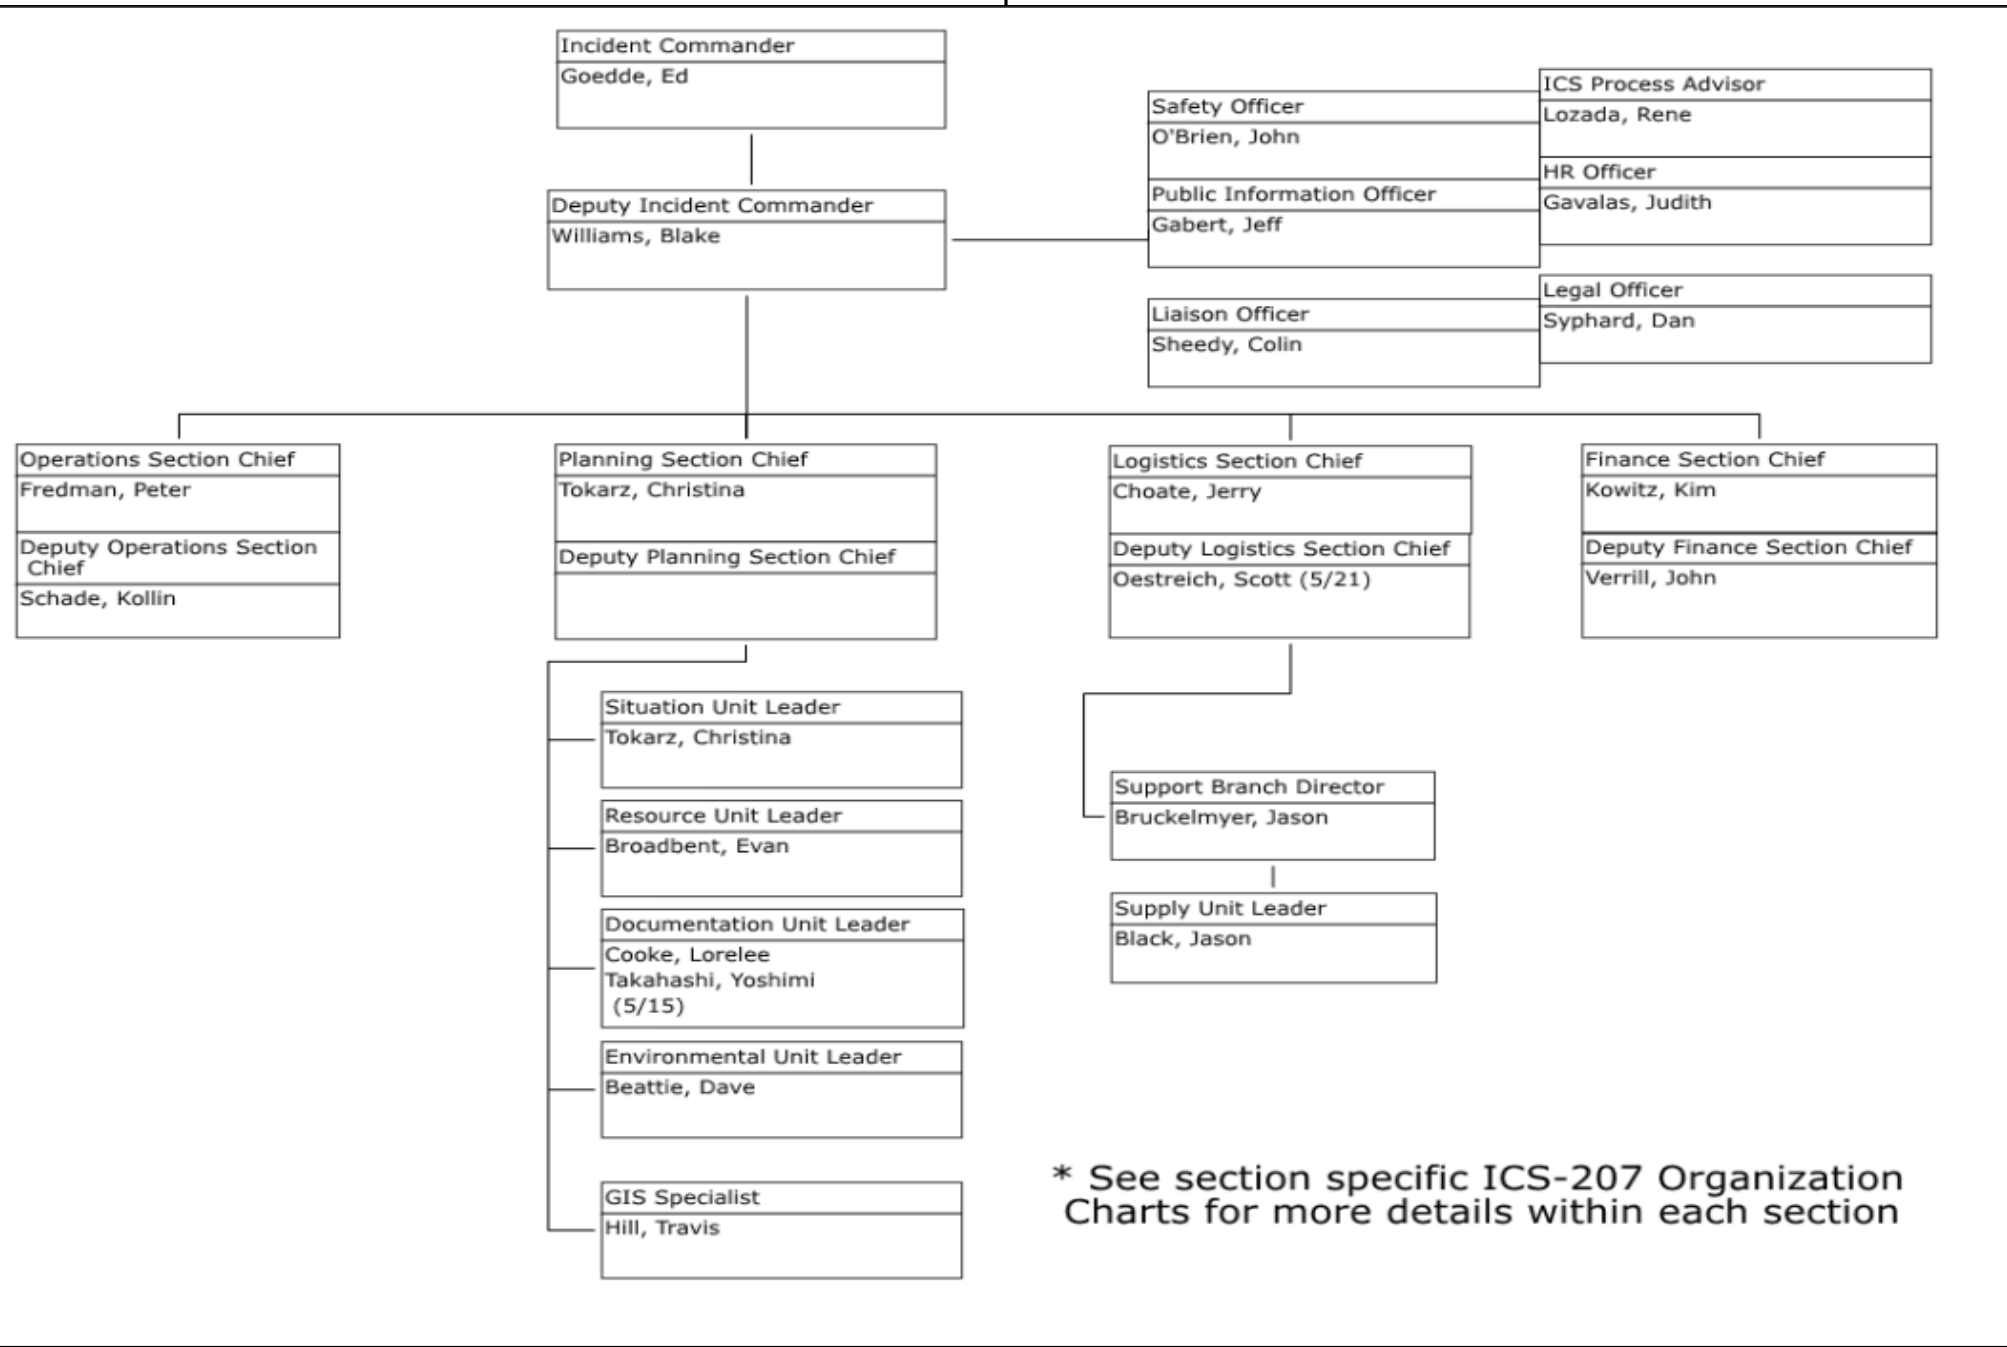 Incident Commander
Goedde, Ed
Deputy Incident Commander
Williams, Blake
Safety Officer
O'Brien, John
Public Information Officer
Gabert, Jeff
Liaison Officer
Sheedy, Colin
ICS Process Advisor
Lozada, Rene
HR Officer
Gavalas, Judith
Legal Officer
Syphard, Dan
Operations Section Chief
Fredman, Peter
Deputy Operations Section
Chief
Schade, Kollin
Planning Section Chief
Tokarz, Christina
Deputy Planning Section Chief
Situation Unit Leader
Tokarz, Christina
Resource Unit Leader
Broadbent, Evan
Documentation Unit Leader
Cooke, Lorelee
Takahashi, Yoshimi
(5/15)
Environmental Unit Leader
Beattie, Dave
GIS Specialist
Hill, Travis
Logistics Section Chief
Choate, Jerry
Deputy Logistics Section Chief
Oestreich, Scott (5/21)
Support Branch Director
Bruckelmyer, Jason
Supply Unit Leader
Black, Jason
Finance Section Chief
Kowitz, Kim
Deputy Finance Section Chief
Verrill, John
* See section specific ICS-207 Organization
Charts for more details within each section